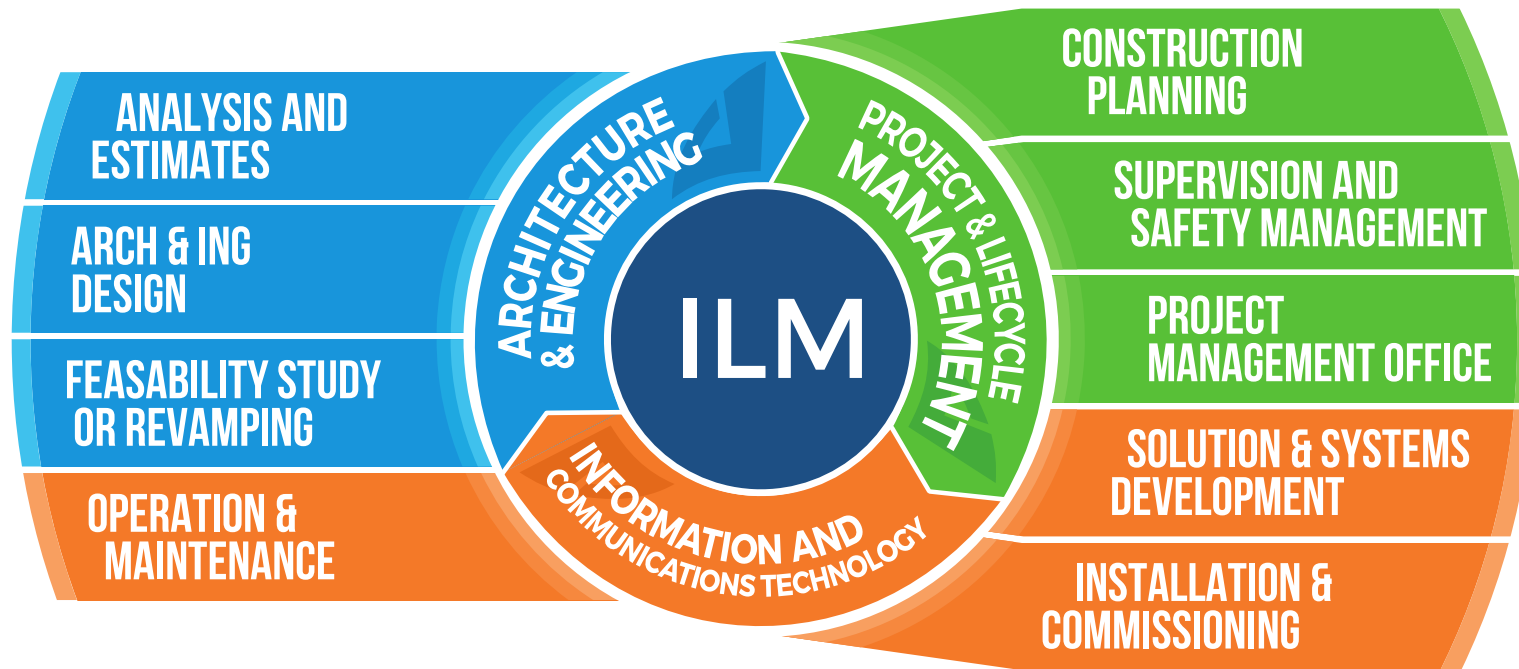 ANALYSIS AND
ESTIMATES
ARCH & ING
DESIGN
FEASABILITY STUDY
OR REVAMPING
OPERATION &
MAINTENANCE
ARCHITECTURE
& ENGINEERING
PROJECT & LIFECYCLE
MANAGEMENT
ILM
INFORMATION AND
COMMUNICATIONS TECHNOLOGY
CONSTRUCTION
PLANNING
SUPERVISION AND
SAFETY MANAGEMENT
PROJECT
MANAGEMENT OFFICE
SOLUTION & SYSTEMS
DEVELOPMENT
INSTALLATION &
COMMISSIONING